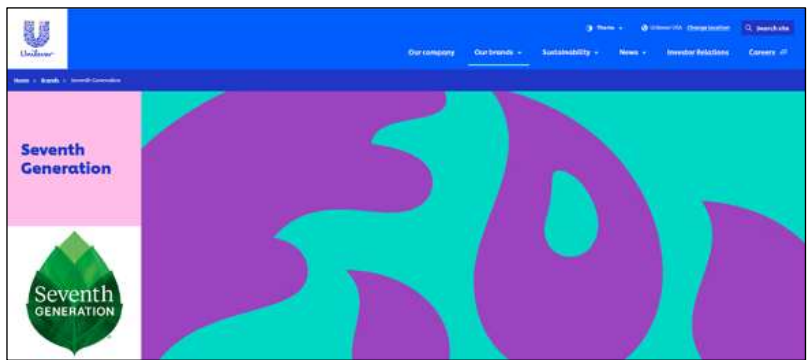 Unilever
Theme
Unilever USA Change location
Search site
Our company
Our brands
Sustainability
News
Investor Relations
Careers
Home > Brands > Seventh Generation
Seventh
Generation
Seventh
GENERATION